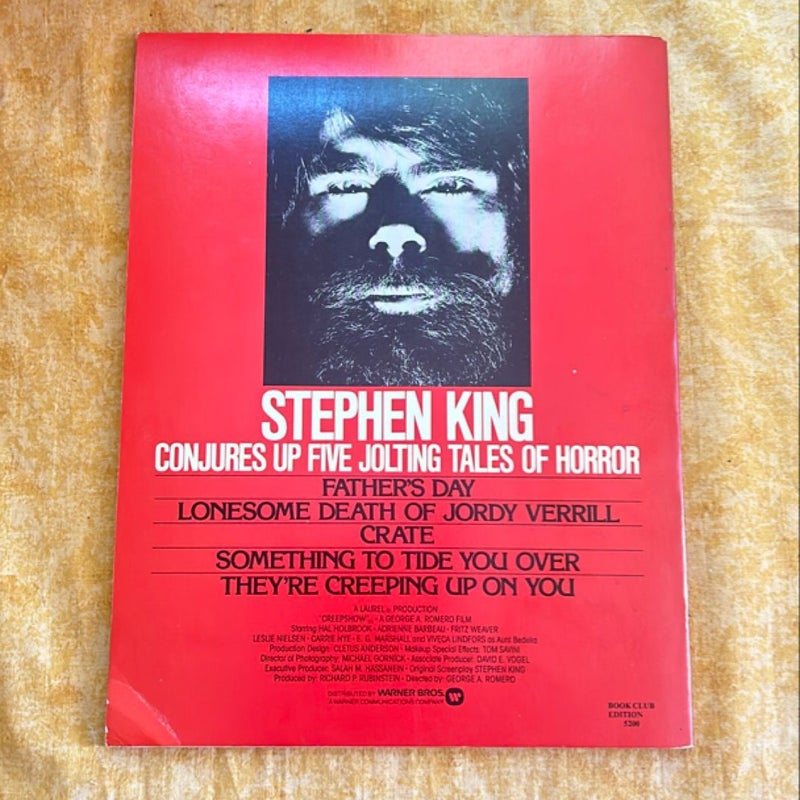 STEPHEN KING
CONJURES UP FIVE JOLTING TALES OF HORROR
FATHER'S DAY
LONESOME DEATH OF JORDY VERRILL
CRATE
SOMETHING TO TIDE YOU OVER
THEY'RE CREEPING UP ON YOU
A LAUREL PRODUCTION
"CREEPSHOW" · A GEORGE A. ROMERO FILM
Starring HAL HOLBROOK · ADRIENNE BARBEAU · FRITZ WEAVER
LESLIE NIELSEN · CARRIE NYE · E. G. MARSHALL and VIVECA LINDFORS as Aunt Bedelia
Production Design: CLETUS ANDERSON · Makeup Special Effects: TOM SAVINI
Director of Photography: MICHAEL GORNICK · Associate Producer: DAVID E. VOGEL
Executive Producer: SALAH M. HASSANEIN · Original Screenplay STEPHEN KING
Produced by: RICHARD P. RUBINSTEIN · Directed by: GEORGE A. ROMERO
DISTRIBUTED BY WARNER BROS.
A WARNER COMMUNICATIONS COMPANY
BOOK CLUB
EDITION
5200